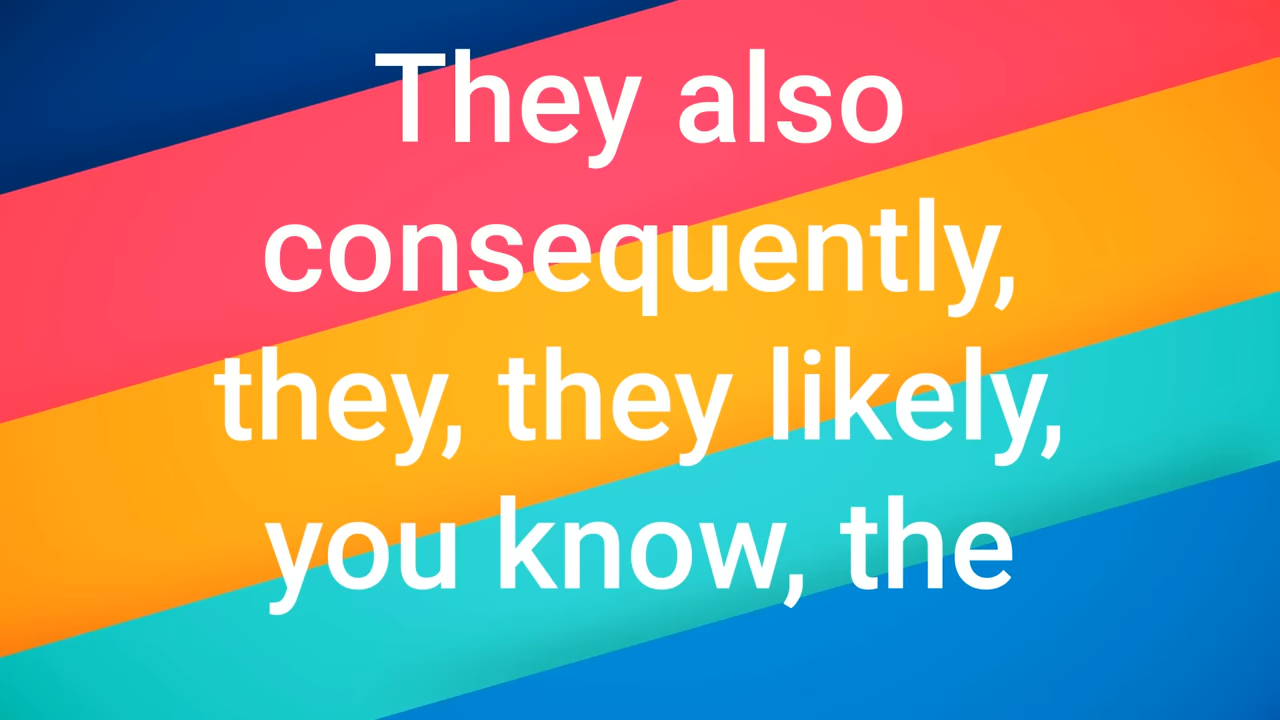 They also
consequently,
they, they likely,
you know, the